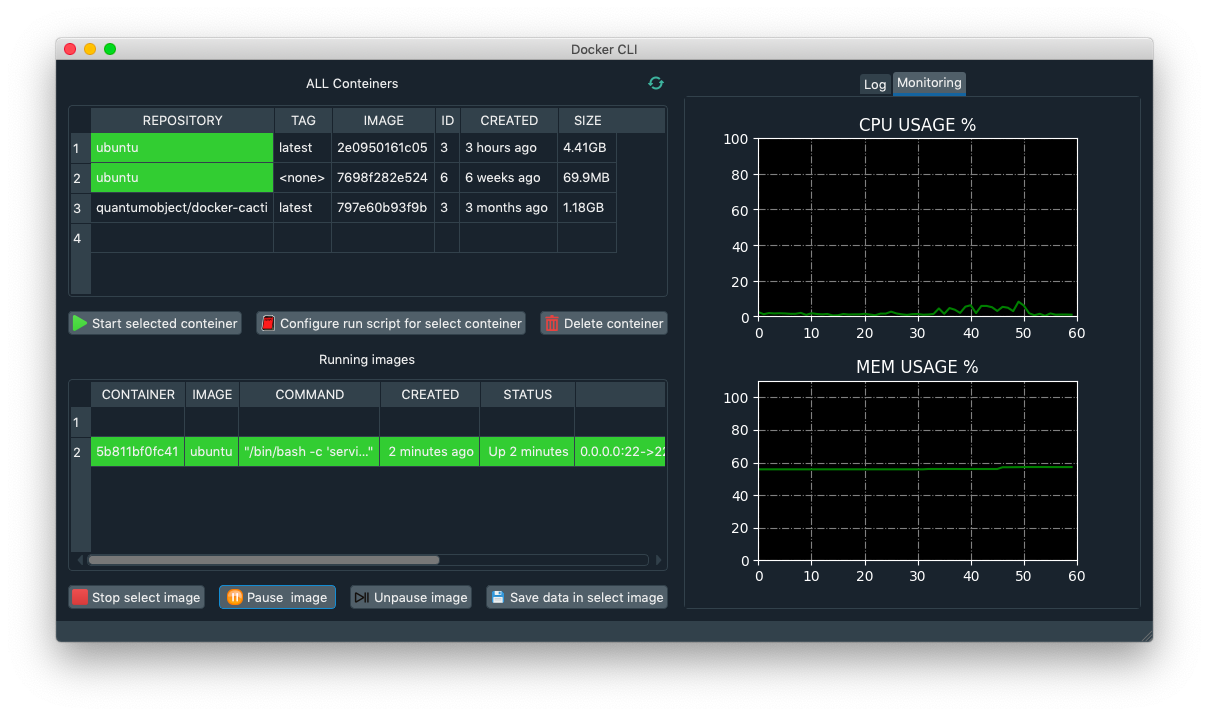 Docker CLI
ALL Conteiners
REPOSITORY TAG IMAGE ID CREATED SIZE
1 ubuntu latest 2e0950161c05 3 3 hours ago 4.41GB
2 ubuntu <none> 7698f282e524 6 6 weeks ago 69.9MB
3 quantumobject/docker-cacti latest 797e60b93f9b 3 3 months ago 1.18GB
4
Start selected conteiner Configure run script for select conteiner Delete conteiner
Running images
CONTAINER IMAGE COMMAND CREATED STATUS
1
2 5b811bf0fc41 ubuntu "/bin/bash -c 'servi..." 2 minutes ago Up 2 minutes 0.0.0.0:22->22
Stop select image Pause image Unpause image Save data in select image
Log Monitoring
CPU USAGE %
100
80
60
40
20
0
0 10 20 30 40 50 60
MEM USAGE %
100
80
60
40
20
0
0 10 20 30 40 50 60